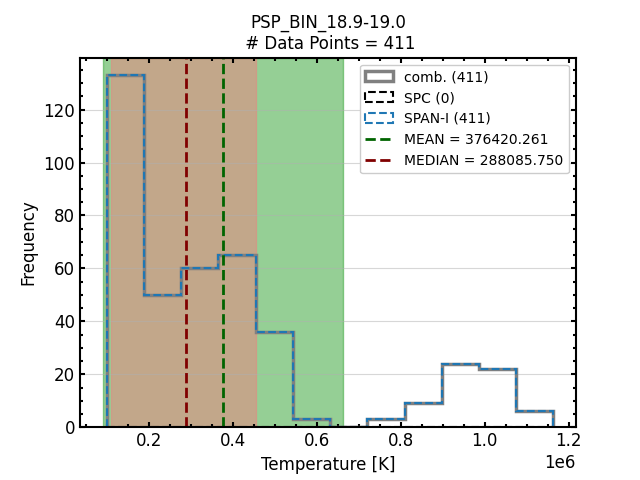 PSP_BIN_18.9-19.0
# Data Points = 411
comb. (411)
SPC (0)
SPAN-I (411)
MEAN = 376420.261
MEDIAN = 288085.750
Frequency
120
100
80
60
40
20
0
0.2 0.4 0.6 0.8 1.0 1.2
1e6
Temperature [K]